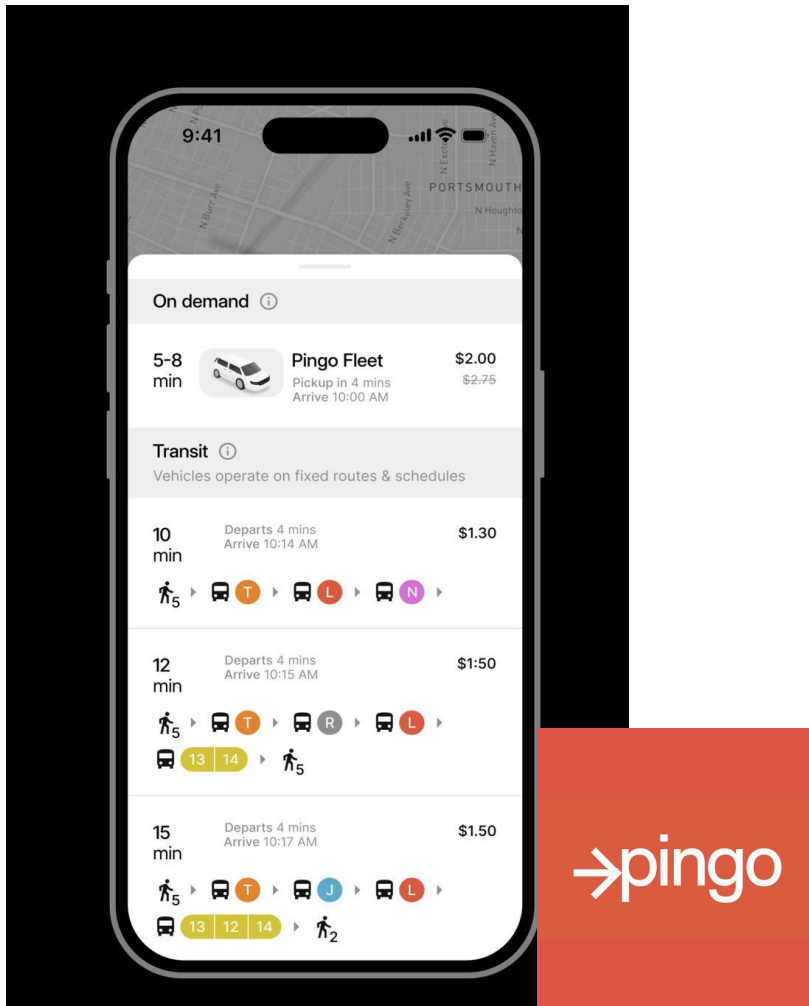 9:41
N Po
N Burr Ave
N Berkeley Ave
N Haven Ave
PORTSMOUTH
N Hought
N
On demand
5-8
min
Pingo Fleet
$2.00
Pickup in 4 mins
$2.75
Arrive 10:00 AM
Transit
Vehicles operate on fixed routes & schedules
10
min
Departs 4 mins
Arrive 10:14 AM
$1.30
5 T L N
12
min
Departs 4 mins
Arrive 10:15 AM
$1:50
5 T R L
13 14 5
15
min
Departs 4 mins
Arrive 10:17 AM
$1.50
5 T J L
13 12 14 2
pingo